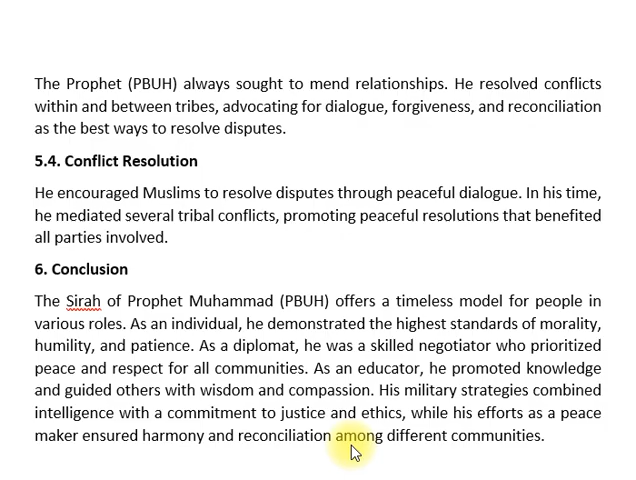 The Prophet (PBUH) always sought to mend relationships. He resolved conflicts
within and between tribes, advocating for dialogue, forgiveness, and reconciliation
as the best ways to resolve disputes.
5.4. Conflict Resolution
He encouraged Muslims to resolve disputes through peaceful dialogue. In his time,
he mediated several tribal conflicts, promoting peaceful resolutions that benefited
all parties involved.
6. Conclusion
The Sirah of Prophet Muhammad (PBUH) offers a timeless model for people in
various roles. As an individual, he demonstrated the highest standards of morality,
humility, and patience. As a diplomat, he was a skilled negotiator who prioritized
peace and respect for all communities. As an educator, he promoted knowledge
and guided others with wisdom and compassion. His military strategies combined
intelligence with a commitment to justice and ethics, while his efforts as a peace
maker ensured harmony and reconciliation among different communities.